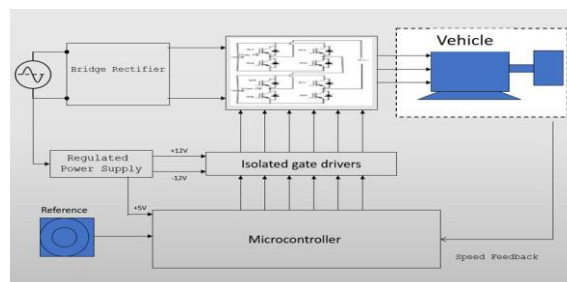 Vehicle
Bridge Rectifier
+12V
Regulated
Power Supply
-12V
Isolated gate drivers
+5V
Reference
Microcontroller
Speed Feedback